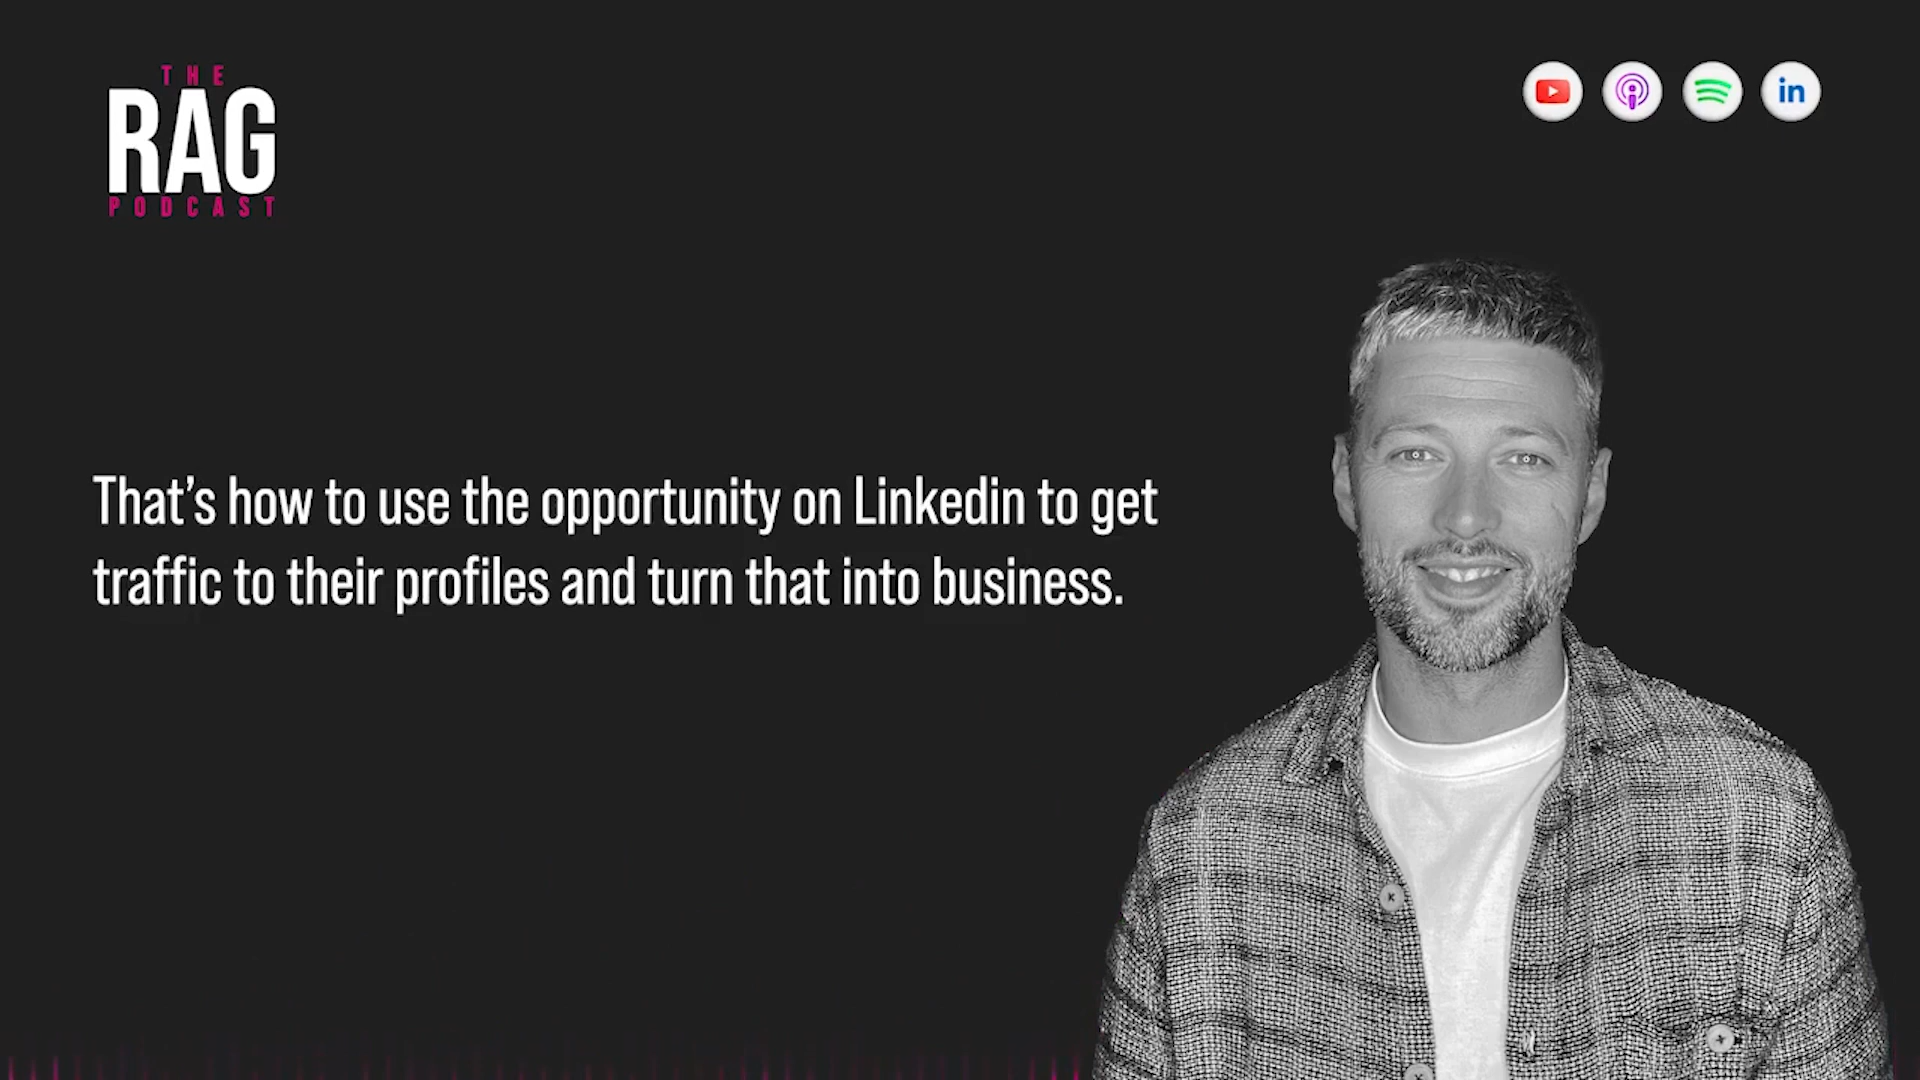 THE
RAG
PODCAST
in
That’s how to use the opportunity on Linkedin to get
traffic to their profiles and turn that into business.